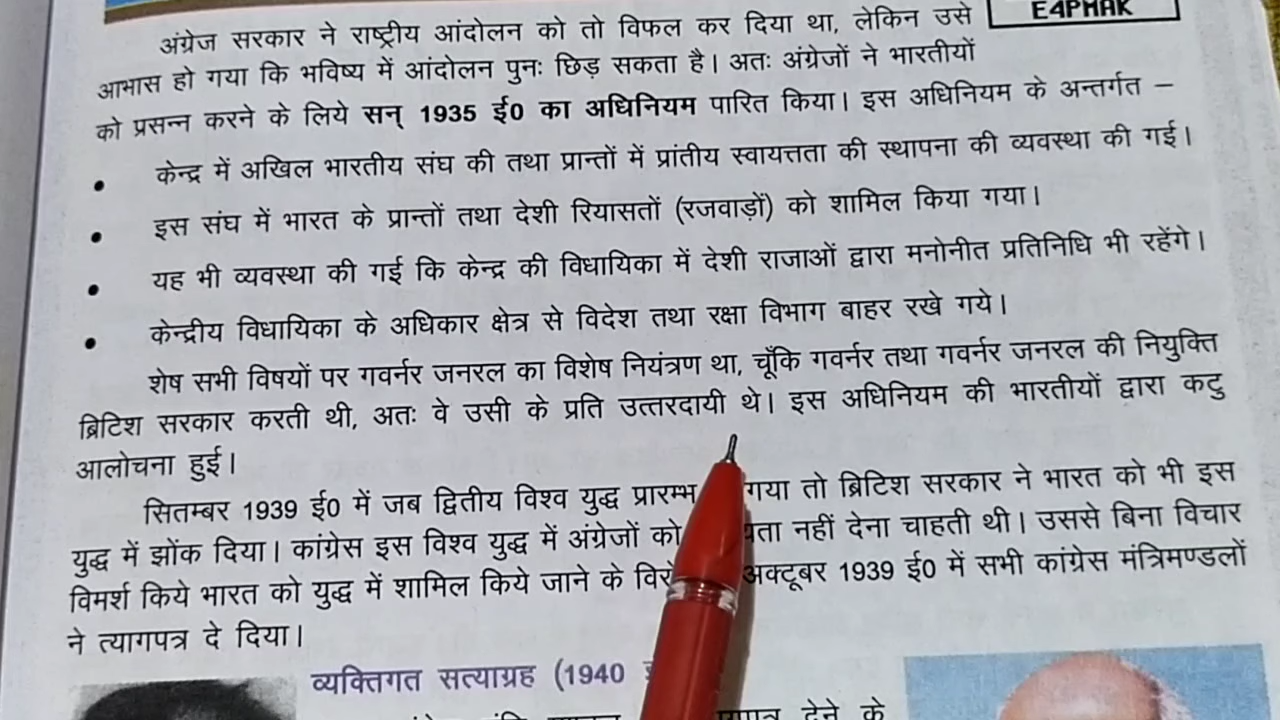 E4PMAK
अंग्रेज सरकार ने राष्ट्रीय आंदोलन को तो विफल कर दिया था, लेकिन उसे
आभास हो गया कि भविष्य में आंदोलन पुनः छिड़ सकता है। अतः अंग्रेजों ने भारतीयों
को प्रसन्न करने के लिये सन् 1935 ई0 का अधिनियम पारित किया। इस अधिनियम के अन्तर्गत –
• केन्द्र में अखिल भारतीय संघ की तथा प्रान्तों में प्रांतीय स्वायत्तता की स्थापना की व्यवस्था की गई।
• इस संघ में भारत के प्रान्तों तथा देशी रियासतों (रजवाड़ों) को शामिल किया गया।
• यह भी व्यवस्था की गई कि केन्द्र की विधायिका में देशी राजाओं द्वारा मनोनीत प्रतिनिधि भी रहेंगे।
• केन्द्रीय विधायिका के अधिकार क्षेत्र से विदेश तथा रक्षा विभाग बाहर रखे गये।
शेष सभी विषयों पर गवर्नर जनरल का विशेष नियंत्रण था, चूँकि गवर्नर तथा गवर्नर जनरल की नियुक्ति
ब्रिटिश सरकार करती थी, अतः वे उसी के प्रति उत्तरदायी थे। इस अधिनियम की भारतीयों द्वारा कटु
आलोचना हुई।
सितम्बर 1939 ई0 में जब द्वितीय विश्व युद्ध प्रारम्भ गया तो ब्रिटिश सरकार ने भारत को भी इस
युद्ध में झोंक दिया। कांग्रेस इस विश्व युद्ध में अंग्रेजों को नहीं देना चाहती थी। उससे बिना विचार
विमर्श किये भारत को युद्ध में शामिल किये जाने के अक्टूबर 1939 ई0 में सभी कांग्रेस मंत्रिमण्डलों
ने त्यागपत्र दे दिया।
व्यक्तिगत सत्याग्रह (1940
देने के